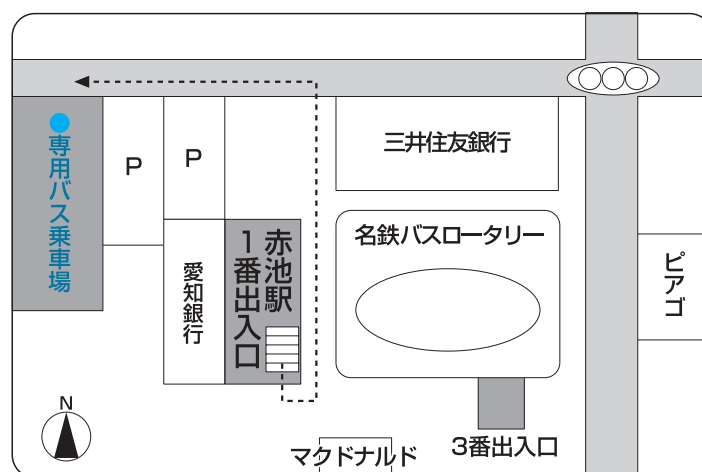 専用バス乗車場
P
P
三井住友銀行
名鉄バスロータリー
赤池駅
1番出入口
愛知銀行
ピアゴ
N
3番出入口
マクドナルド